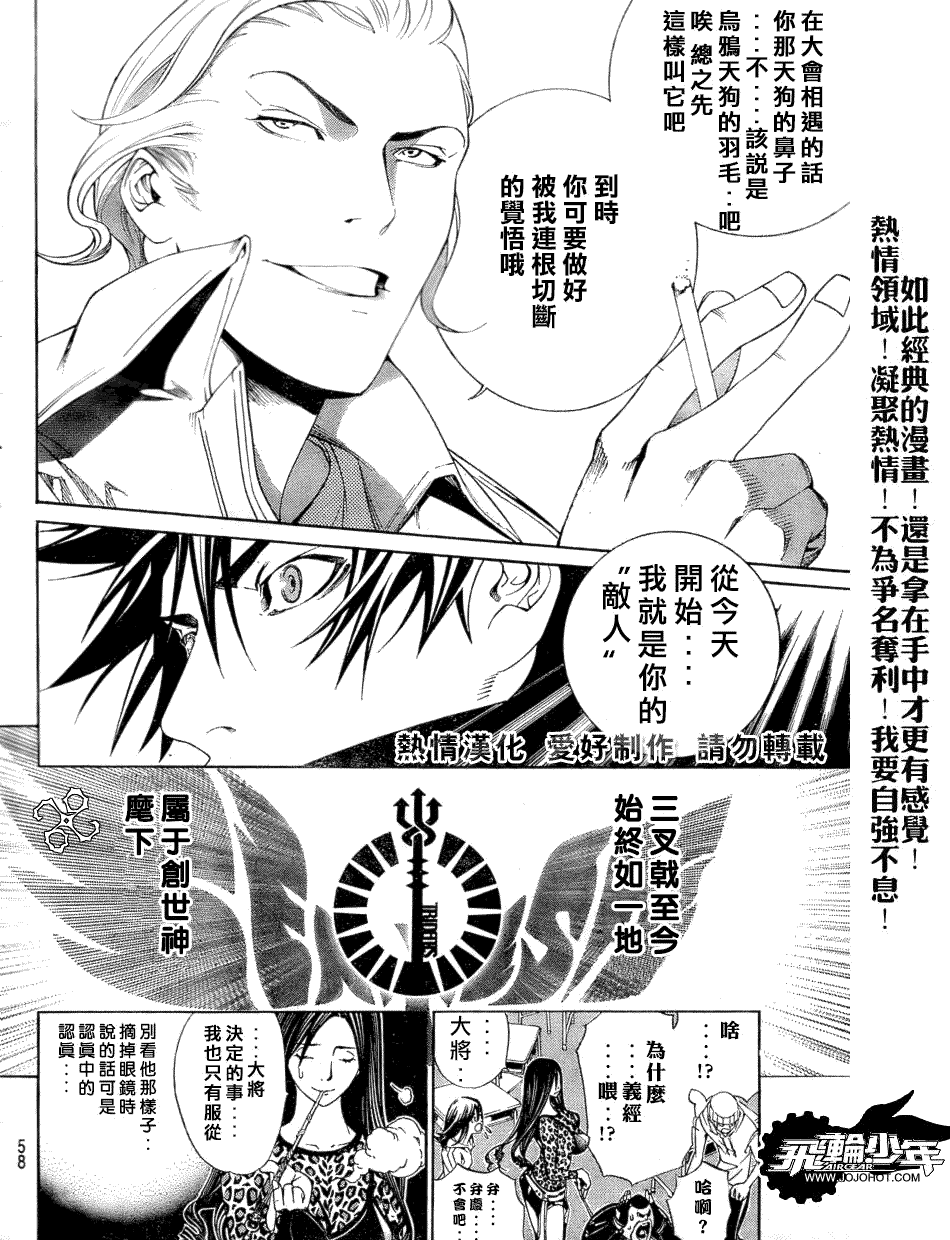 在大會相遇的話
你那天狗的鼻子
...不...該說是
烏鴉天狗的羽毛..吧
唉 總之先
這樣叫它吧
到時
你可要做好
被我連根切斷
的覺悟哦
從今天
開始....
我就是你的
“敵人“
熱情漢化 愛好制作 請勿轉載
三叉戟至今
始終如一地
TRIDENTS
屬于創世神
麾下
啥
...!?
為什麼
...義經
...喂..!?
啥啊?
...
大將
...
弁...
弁慶...
不會吧..
...大將
決定的事...
我也只有服從
別看他那樣子..
摘掉眼鏡時
說的話可是
認真中的
認真...
58
如此經典的漫畫!還是拿在手中才更有感覺!
熱情領域!凝聚熱情!不為爭名奪利!我要自強不息!
飛輪少年
AIRGEAR
WWW.JOJOHOT.COM